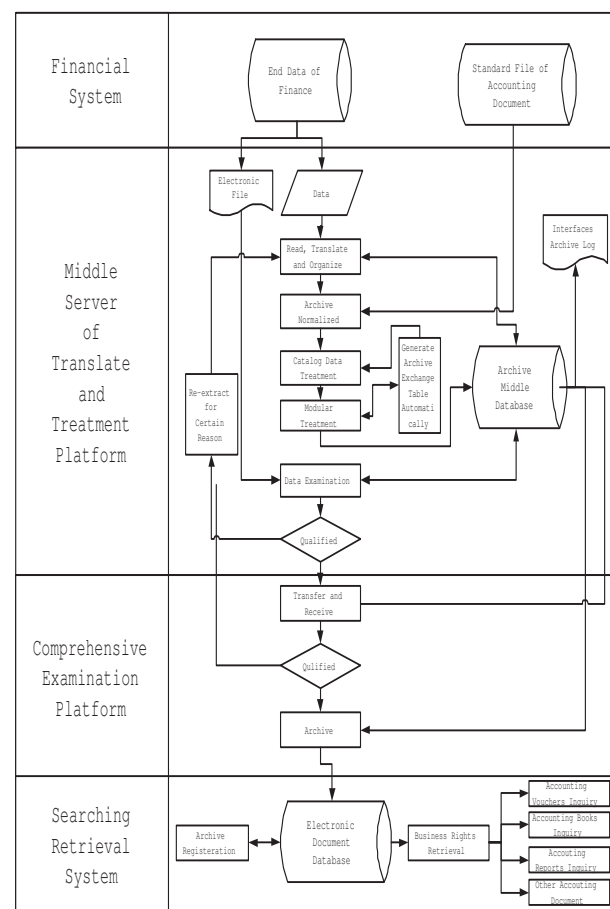 Financial
System
End Data of
Finance
Standard File of
Accounting
Document
Middle
Server
of
Translate
and
Treatment
Platform
Electronic
File
Data
Interfaces
Archive Log
Read, Translate
and Organize
Archive
Normalized
Catalog Data
Treatment
Generate
Archive
Exchange
Table
Automati
cally
Modular
Treatment
Archive
Middle
Database
Re-extract
for
Certain
Reason
Data Examination
Qualified
Comprehensive
Examination
Platform
Transfer and
Receive
Qulified
Archive
Searching
Retrieval
System
Archive
Registeration
Electronic
Document
Database
Business Rights
Retrieval
Accounting
Vouchers Inquiry
Accounting Books
Inquiry
Accouting
Reports Inquiry
Other Accouting
Document